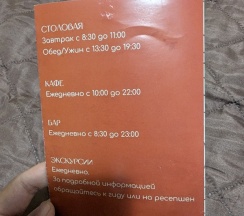 СТОЛОВАЯ
Завтрак с 8:30 до 11:00
Обед/Ужин с 13:30 до 19:30
КАФЕ
Ежедневно с 10:00 до 22:00
БАР
Ежедневно с 8:30 до 23:00
ЭКСКУРСИИ
Ежедневно.
За подробной информацией
обращайтесь к гиду или на ресепшен